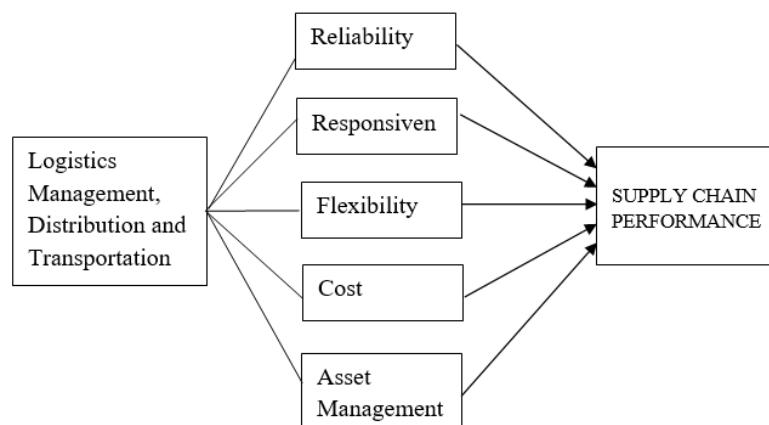 Reliability
Responsiven
Logistics
Management,
Distribution and
Transportation
Flexibility
Cost
Asset
Management
SUPPLY CHAIN
PERFORMANCE